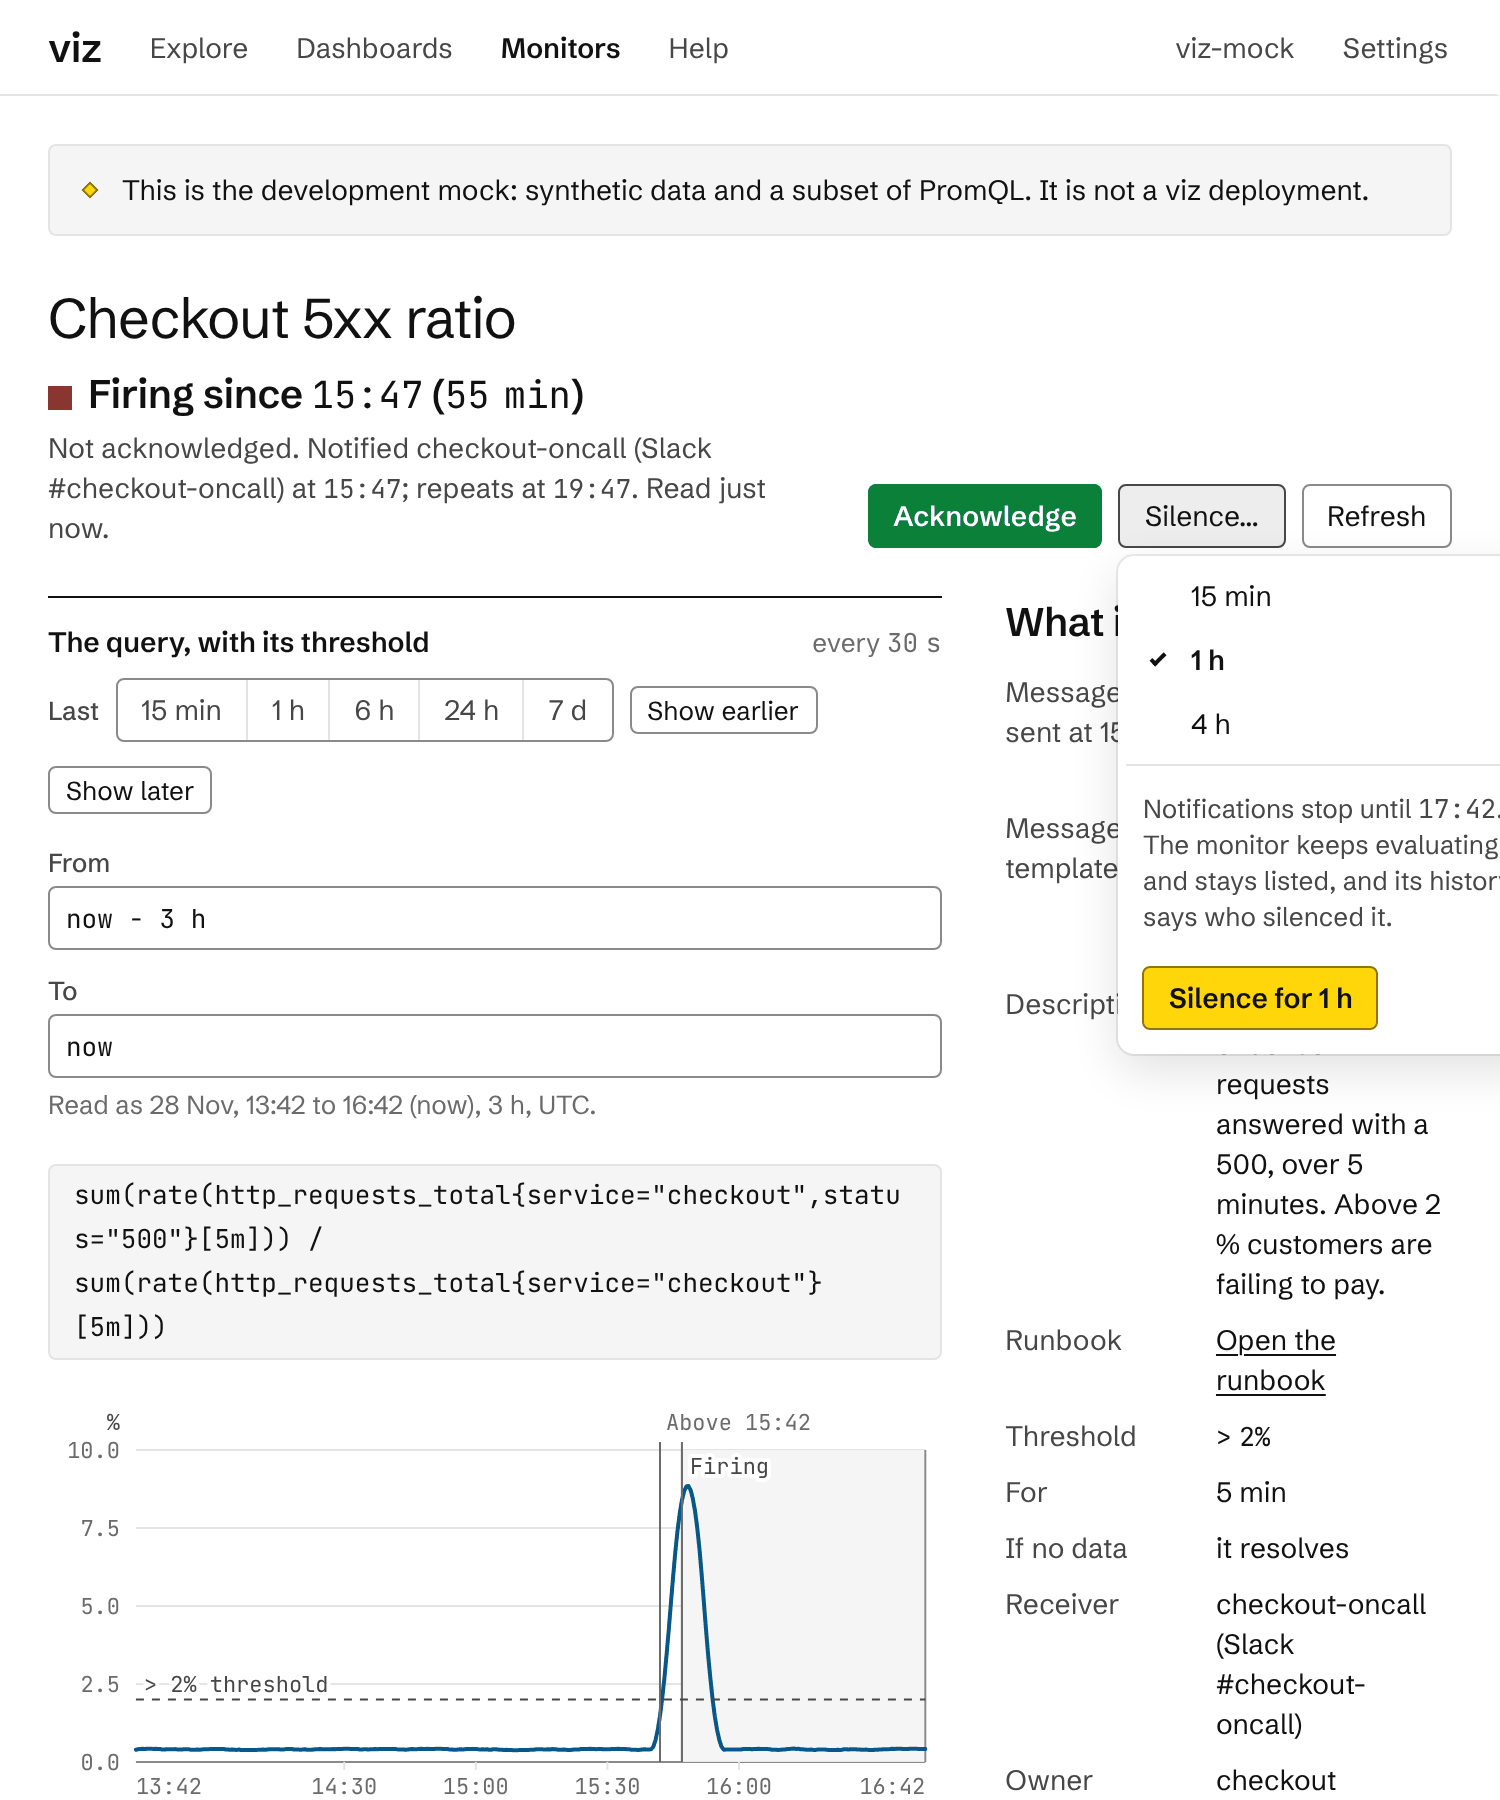 viz Explore Dashboards Monitors Help viz-mock Settings
This is the development mock: synthetic data and a subset of PromQL. It is not a viz deployment.
Checkout 5xx ratio
Firing since 15:47 (55 min)
Not acknowledged. Notified checkout-oncall (Slack
#checkout-oncall) at 15:47; repeats at 19:47. Read just
now.
Acknowledge Silence... Refresh
15 min
1 h
4 h
Notifications stop until 17:42.
The monitor keeps evaluating
and stays listed, and its history
says who silenced it.
Silence for 1 h
The query, with its threshold every 30 s
Last 15 min 1 h 6 h 24 h 7 d Show earlier
Show later
From
now - 3 h
To
now
Read as 28 Nov, 13:42 to 16:42 (now), 3 h, UTC.
sum(rate(http_requests_total{service="checkout",statu
s="500"}[5m])) /
sum(rate(http_requests_total{service="checkout"}
[5m]))
%
Above 15:42
10.0
Firing
7.5
5.0
2.5
> 2% threshold
0.0
13:42 14:30 15:00 15:30 16:00 16:42
What
Message
sent at
Message
template
requests
answered with a
500, over 5
minutes. Above 2
% customers are
failing to pay.
Runbook Open the
runbook
Threshold > 2%
For 5 min
If no data it resolves
Receiver checkout-oncall
(Slack
#checkout-
oncall)
Owner checkout